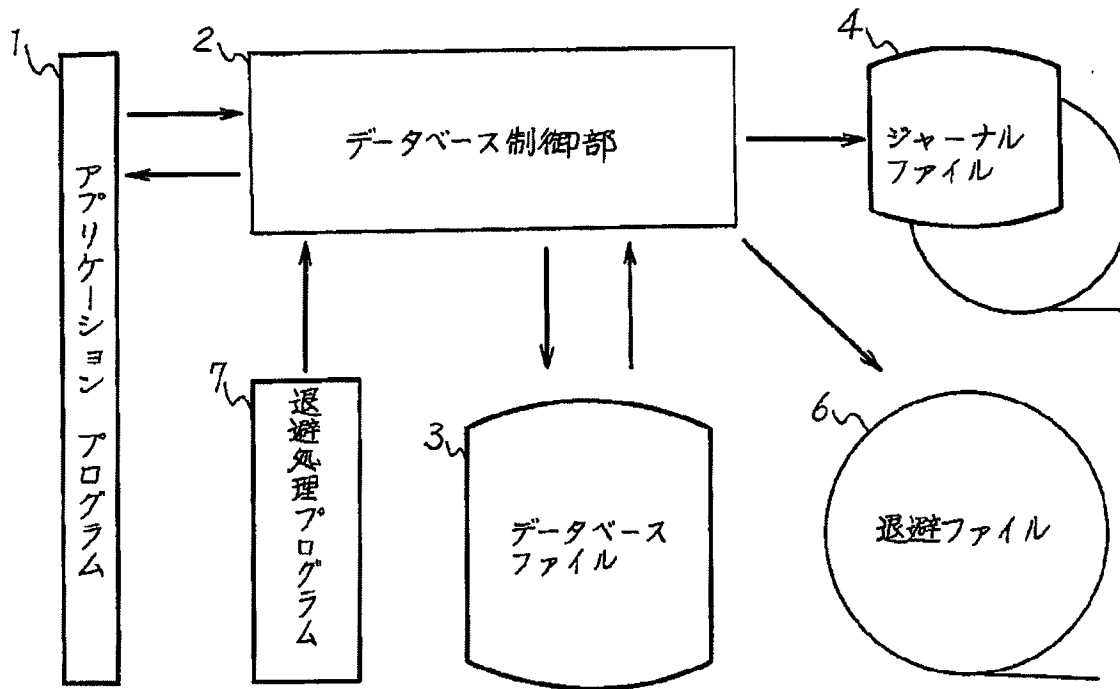 1
アプリケーション プログラム
2
データベース制御部
4
ジャーナル
ファイル
7
退避処理プログラム
3
データベース
ファイル
6
退避ファイル